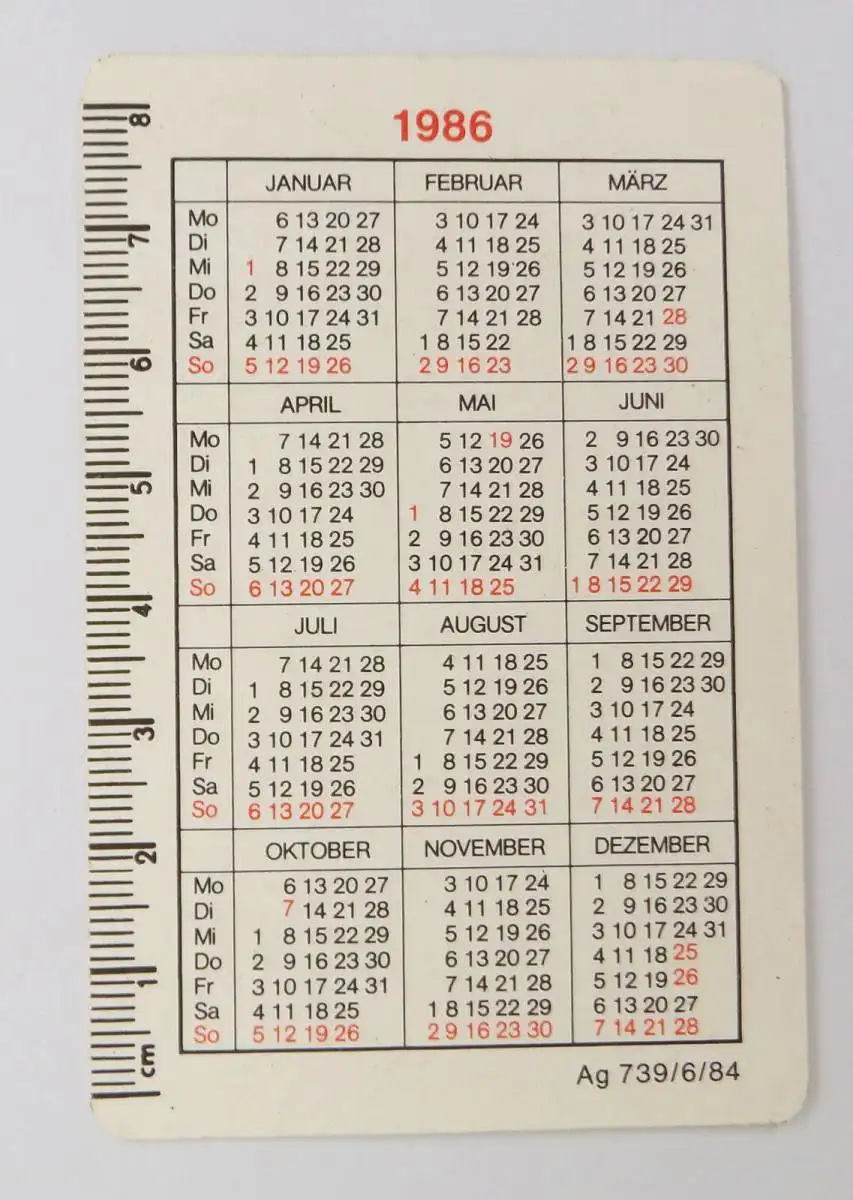 1986
JANUAR FEBRUAR MÄRZ
Mo 6 13 20 27 3 10 17 24 3 10 17 24 31
Di 7 14 21 28 4 11 18 25 4 11 18 25
Mi 1 8 15 22 29 5 12 19 26 5 12 19 26
Do 2 9 16 23 30 6 13 20 27 6 13 20 27
Fr 3 10 17 24 31 7 14 21 28 7 14 21 28
Sa 4 11 18 25 1 8 15 22 1 8 15 22 29
So 5 12 19 26 2 9 16 23 2 9 16 23 30
APRIL MAI JUNI
Mo 7 14 21 28 5 12 19 26 2 9 16 23 30
Di 1 8 15 22 29 6 13 20 27 3 10 17 24
Mi 2 9 16 23 30 7 14 21 28 4 11 18 25
Do 3 10 17 24 1 8 15 22 29 5 12 19 26
Fr 4 11 18 25 2 9 16 23 30 6 13 20 27
Sa 5 12 19 26 3 10 17 24 31 7 14 21 28
So 6 13 20 27 4 11 18 25 1 8 15 22 29
JULI AUGUST SEPTEMBER
Mo 7 14 21 28 4 11 18 25 1 8 15 22 29
Di 1 8 15 22 29 5 12 19 26 2 9 16 23 30
Mi 2 9 16 23 30 6 13 20 27 3 10 17 24
Do 3 10 17 24 31 7 14 21 28 4 11 18 25
Fr 4 11 18 25 1 8 15 22 29 5 12 19 26
Sa 5 12 19 26 2 9 16 23 30 6 13 20 27
So 6 13 20 27 3 10 17 24 31 7 14 21 28
OKTOBER NOVEMBER DEZEMBER
Mo 6 13 20 27 3 10 17 24 1 8 15 22 29
Di 7 14 21 28 4 11 18 25 2 9 16 23 30
Mi 1 8 15 22 29 5 12 19 26 3 10 17 24 31
Do 2 9 16 23 30 6 13 20 27 4 11 18 25
Fr 3 10 17 24 31 7 14 21 28 5 12 19 26
Sa 4 11 18 25 1 8 15 22 29 6 13 20 27
So 5 12 19 26 2 9 16 23 30 7 14 21 28
Ag 739/6/84
cm 1 2 3 4 5 6 7 8